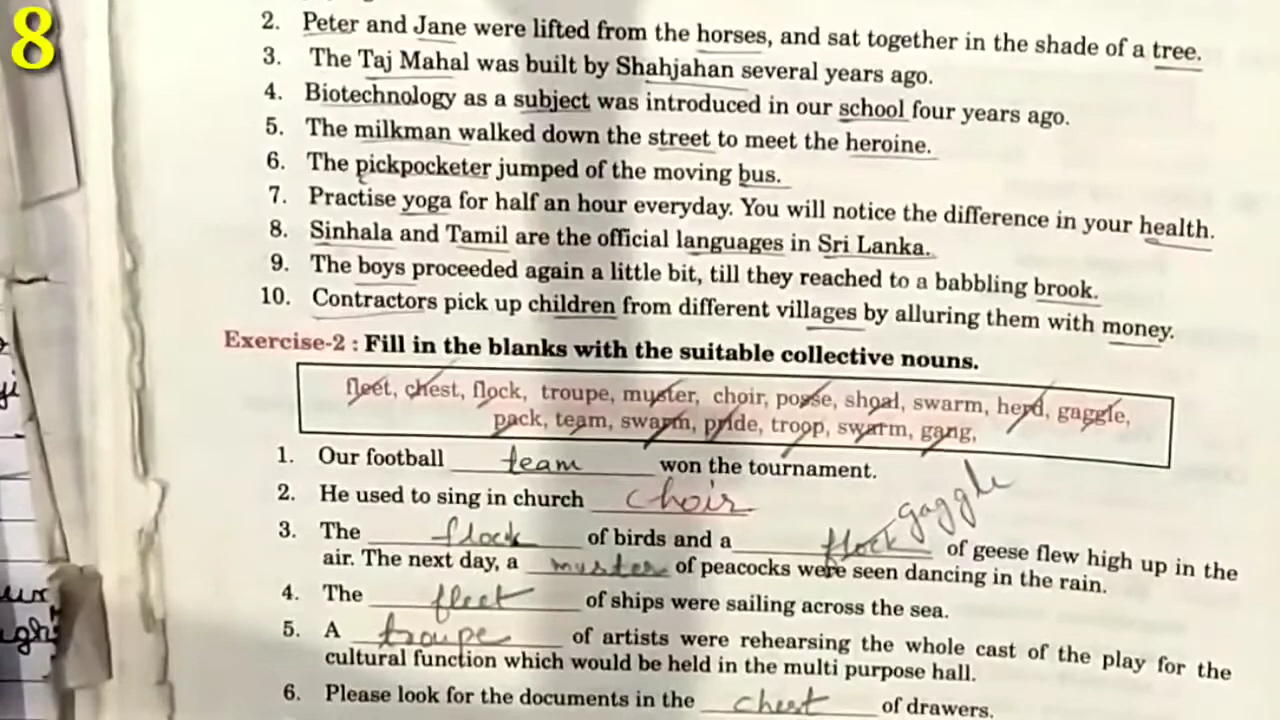 8
2. Peter and Jane were lifted from the horses, and sat together in the shade of a tree.
3. The Taj Mahal was built by Shahjahan several years ago.
4. Biotechnology as a subject was introduced in our school four years ago.
5. The milkman walked down the street to meet the heroine.
6. The pickpocketer jumped of the moving bus.
7. Practise yoga for half an hour everyday. You will notice the difference in your health.
8. Sinhala and Tamil are the official languages in Sri Lanka.
9. The boys proceeded again a little bit, till they reached to a babbling brook.
10. Contractors pick up children from different villages by alluring them with money.
Exercise-2 : Fill in the blanks with the suitable collective nouns.
fleet, chest, flock, troupe, muster, choir, posse, shoal, swarm, herd, gaggle,
pack, team, swarm, pride, troop, swarm, gang,
1. Our football team won the tournament.
2. He used to sing in church choir
3. The flock of birds and a flock gaggle of geese flew high up in the
air. The next day, a muster of peacocks were seen dancing in the rain.
4. The fleet of ships were sailing across the sea.
5. A troupe of artists were rehearsing the whole cast of the play for the
cultural function which would be held in the multi purpose hall.
6. Please look for the documents in the chest of drawers.